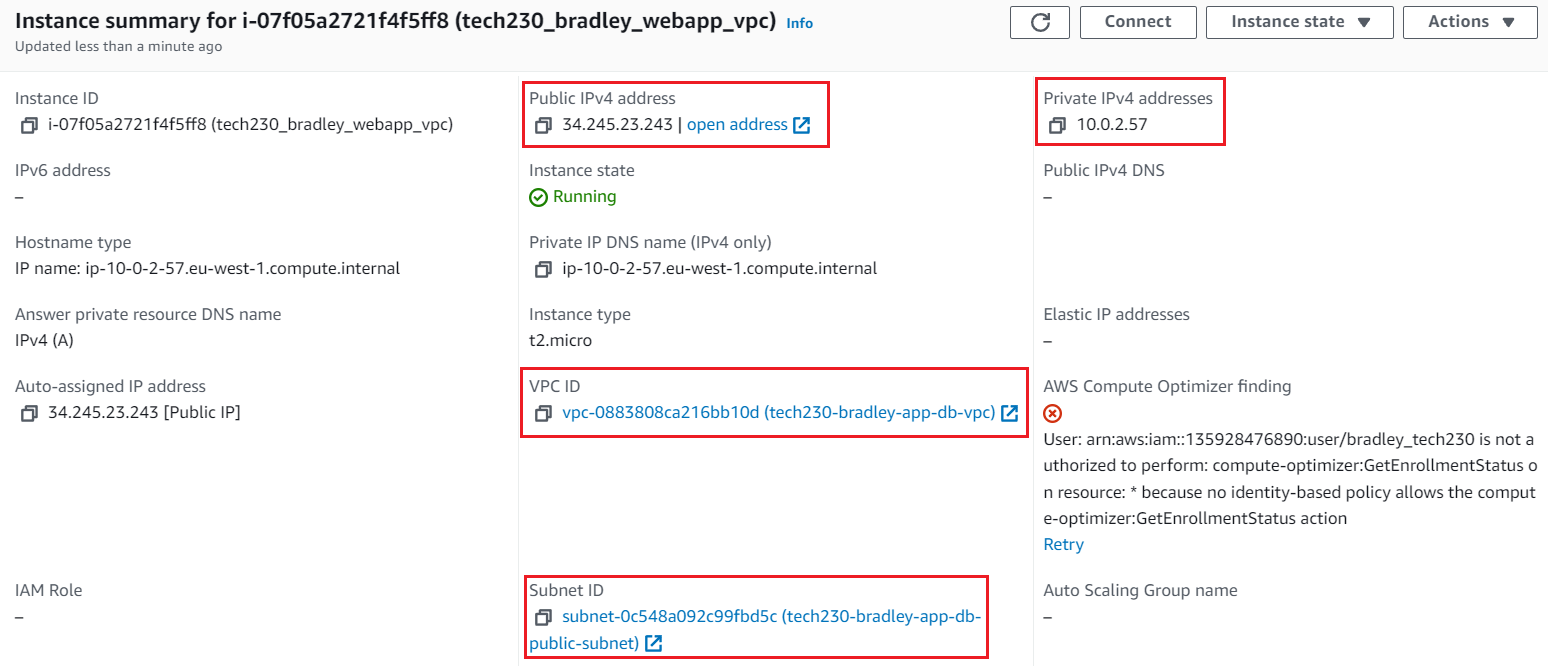 Instance summary for i-07f05a2721f4f5ff8 (tech230_bradley_webapp_vpc) Info
Updated less than a minute ago
Connect
Instance state
Actions
Instance ID
i-07f05a2721f4f5ff8 (tech230_bradley_webapp_vpc)
Public IPv4 address
34.245.23.243 | open address
Private IPv4 addresses
10.0.2.57
IPv6 address
–
Instance state
Running
Public IPv4 DNS
–
Hostname type
IP name: ip-10-0-2-57.eu-west-1.compute.internal
Private IP DNS name (IPv4 only)
ip-10-0-2-57.eu-west-1.compute.internal
Answer private resource DNS name
IPv4 (A)
Instance type
t2.micro
Elastic IP addresses
–
Auto-assigned IP address
34.245.23.243 [Public IP]
VPC ID
vpc-0883808ca216bb10d (tech230-bradley-app-db-vpc)
AWS Compute Optimizer finding
User: arn:aws:iam::135928476890:user/bradley_tech230 is not a
uthorized to perform: compute-optimizer:GetEnrollmentStatus o
n resource: * because no identity-based policy allows the comput
e-optimizer:GetEnrollmentStatus action
Retry
IAM Role
–
Subnet ID
subnet-0c548a092c99fbd5c (tech230-bradley-app-db-
public-subnet)
Auto Scaling Group name
–